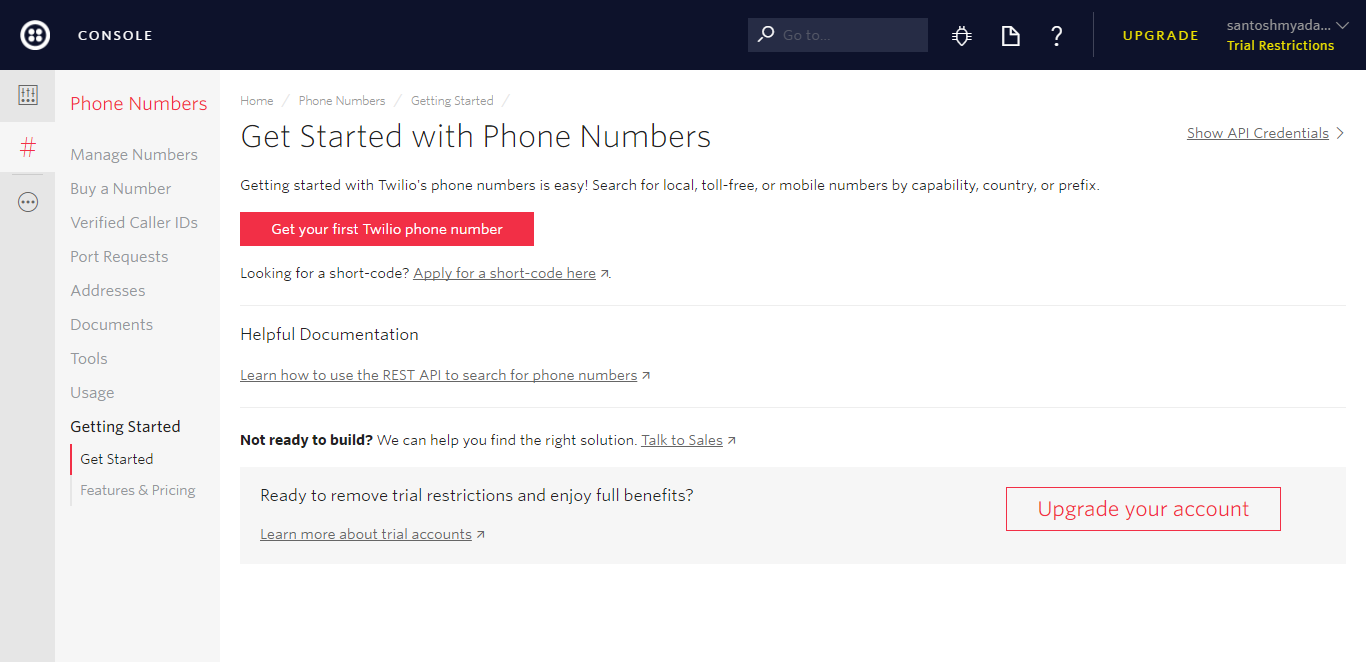 CONSOLE
Go to...
?
UPGRADE
santoshmyada...
Trial Restrictions
#
Phone Numbers
Manage Numbers
Buy a Number
Verified Caller IDs
Port Requests
Addresses
Documents
Tools
Usage
Getting Started
Get Started
Features & Pricing
Home / Phone Numbers / Getting Started /
Get Started with Phone Numbers
Show API Credentials
Getting started with Twilio's phone numbers is easy! Search for local, toll-free, or mobile numbers by capability, country, or prefix.
Get your first Twilio phone number
Looking for a short-code? Apply for a short-code here.
Helpful Documentation
Learn how to use the REST API to search for phone numbers
Not ready to build? We can help you find the right solution. Talk to Sales
Ready to remove trial restrictions and enjoy full benefits?
Learn more about trial accounts
Upgrade your account